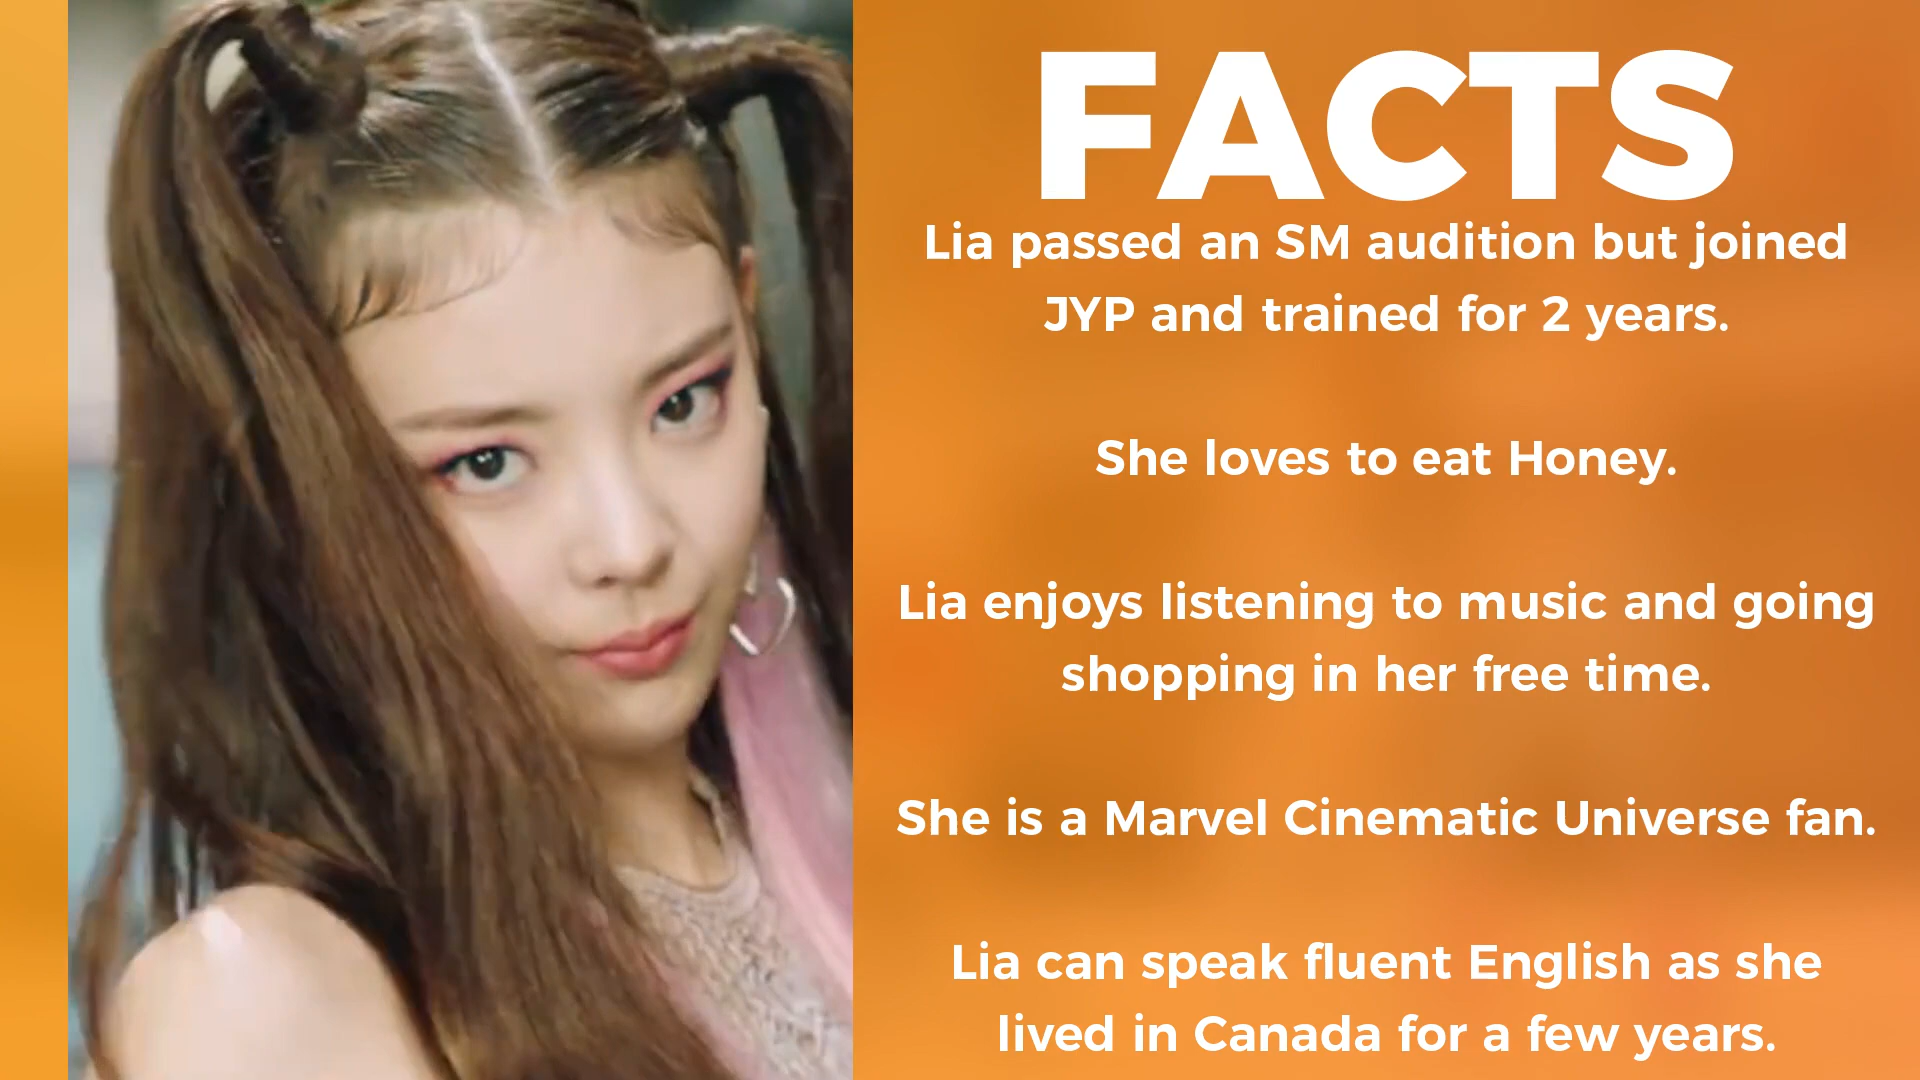 FACTS
Lia passed an SM audition but joined
JYP and trained for 2 years.
She loves to eat Honey.
Lia enjoys listening to music and going
shopping in her free time.
She is a Marvel Cinematic Universe fan.
Lia can speak fluent English as she
lived in Canada for a few years.